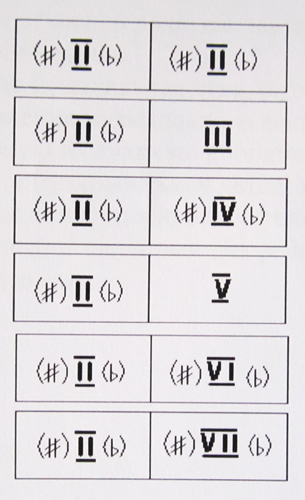 (#) II (b) (#) II (b)
(#) II (b) III
(#) II (b) (#) IV (b)
(#) II (b) V
(#) II (b) (#) VI (b)
(#) II (b) (#) VII (b)